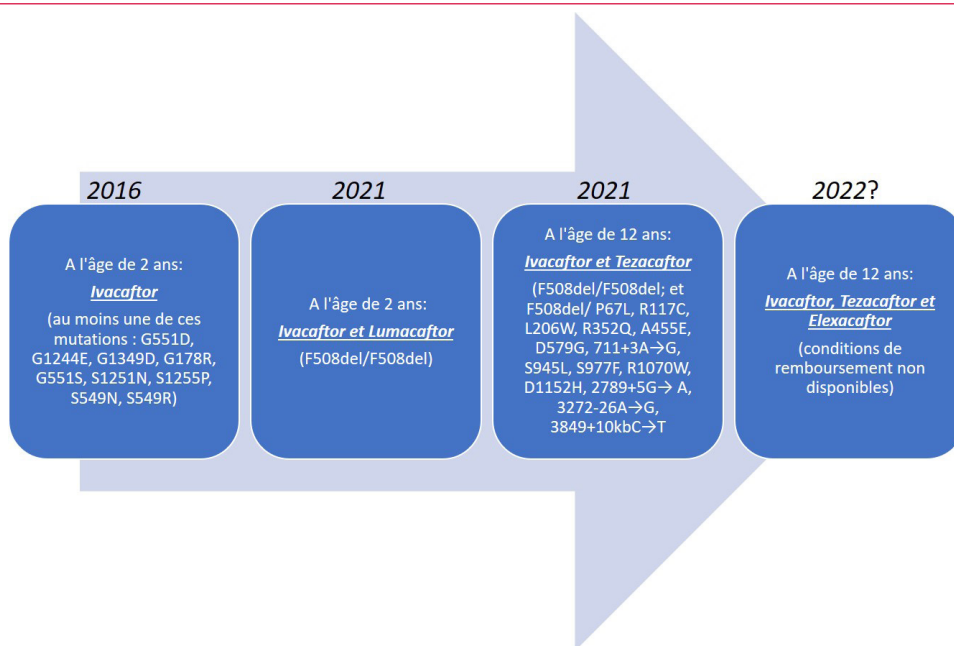 2016
A l'âge de 2 ans:
Ivacaftor
(au moins une de ces
mutations : G551D,
G1244E, G1349D, G178R,
G551S, S1251N, S1255P,
S549N, S549R)
2021
A l'âge de 2 ans:
Ivacaftor et Lumacaftor
(F508del/F508del)
2021
A l'âge de 12 ans:
Ivacaftor et Tezacaftor
(F508del/F508del; et
F508del/ P67L, R117C,
L206W, R352Q, A455E,
D579G, 711+3A→G,
S945L, S977F, R1070W,
D1152H, 2789+5G→ A,
3272-26A→G,
3849+10kbC→T
2022?
A l'âge de 12 ans:
Ivacaftor, Tezacaftor et
Elexacaftor
(conditions de
remboursement non
disponibles)